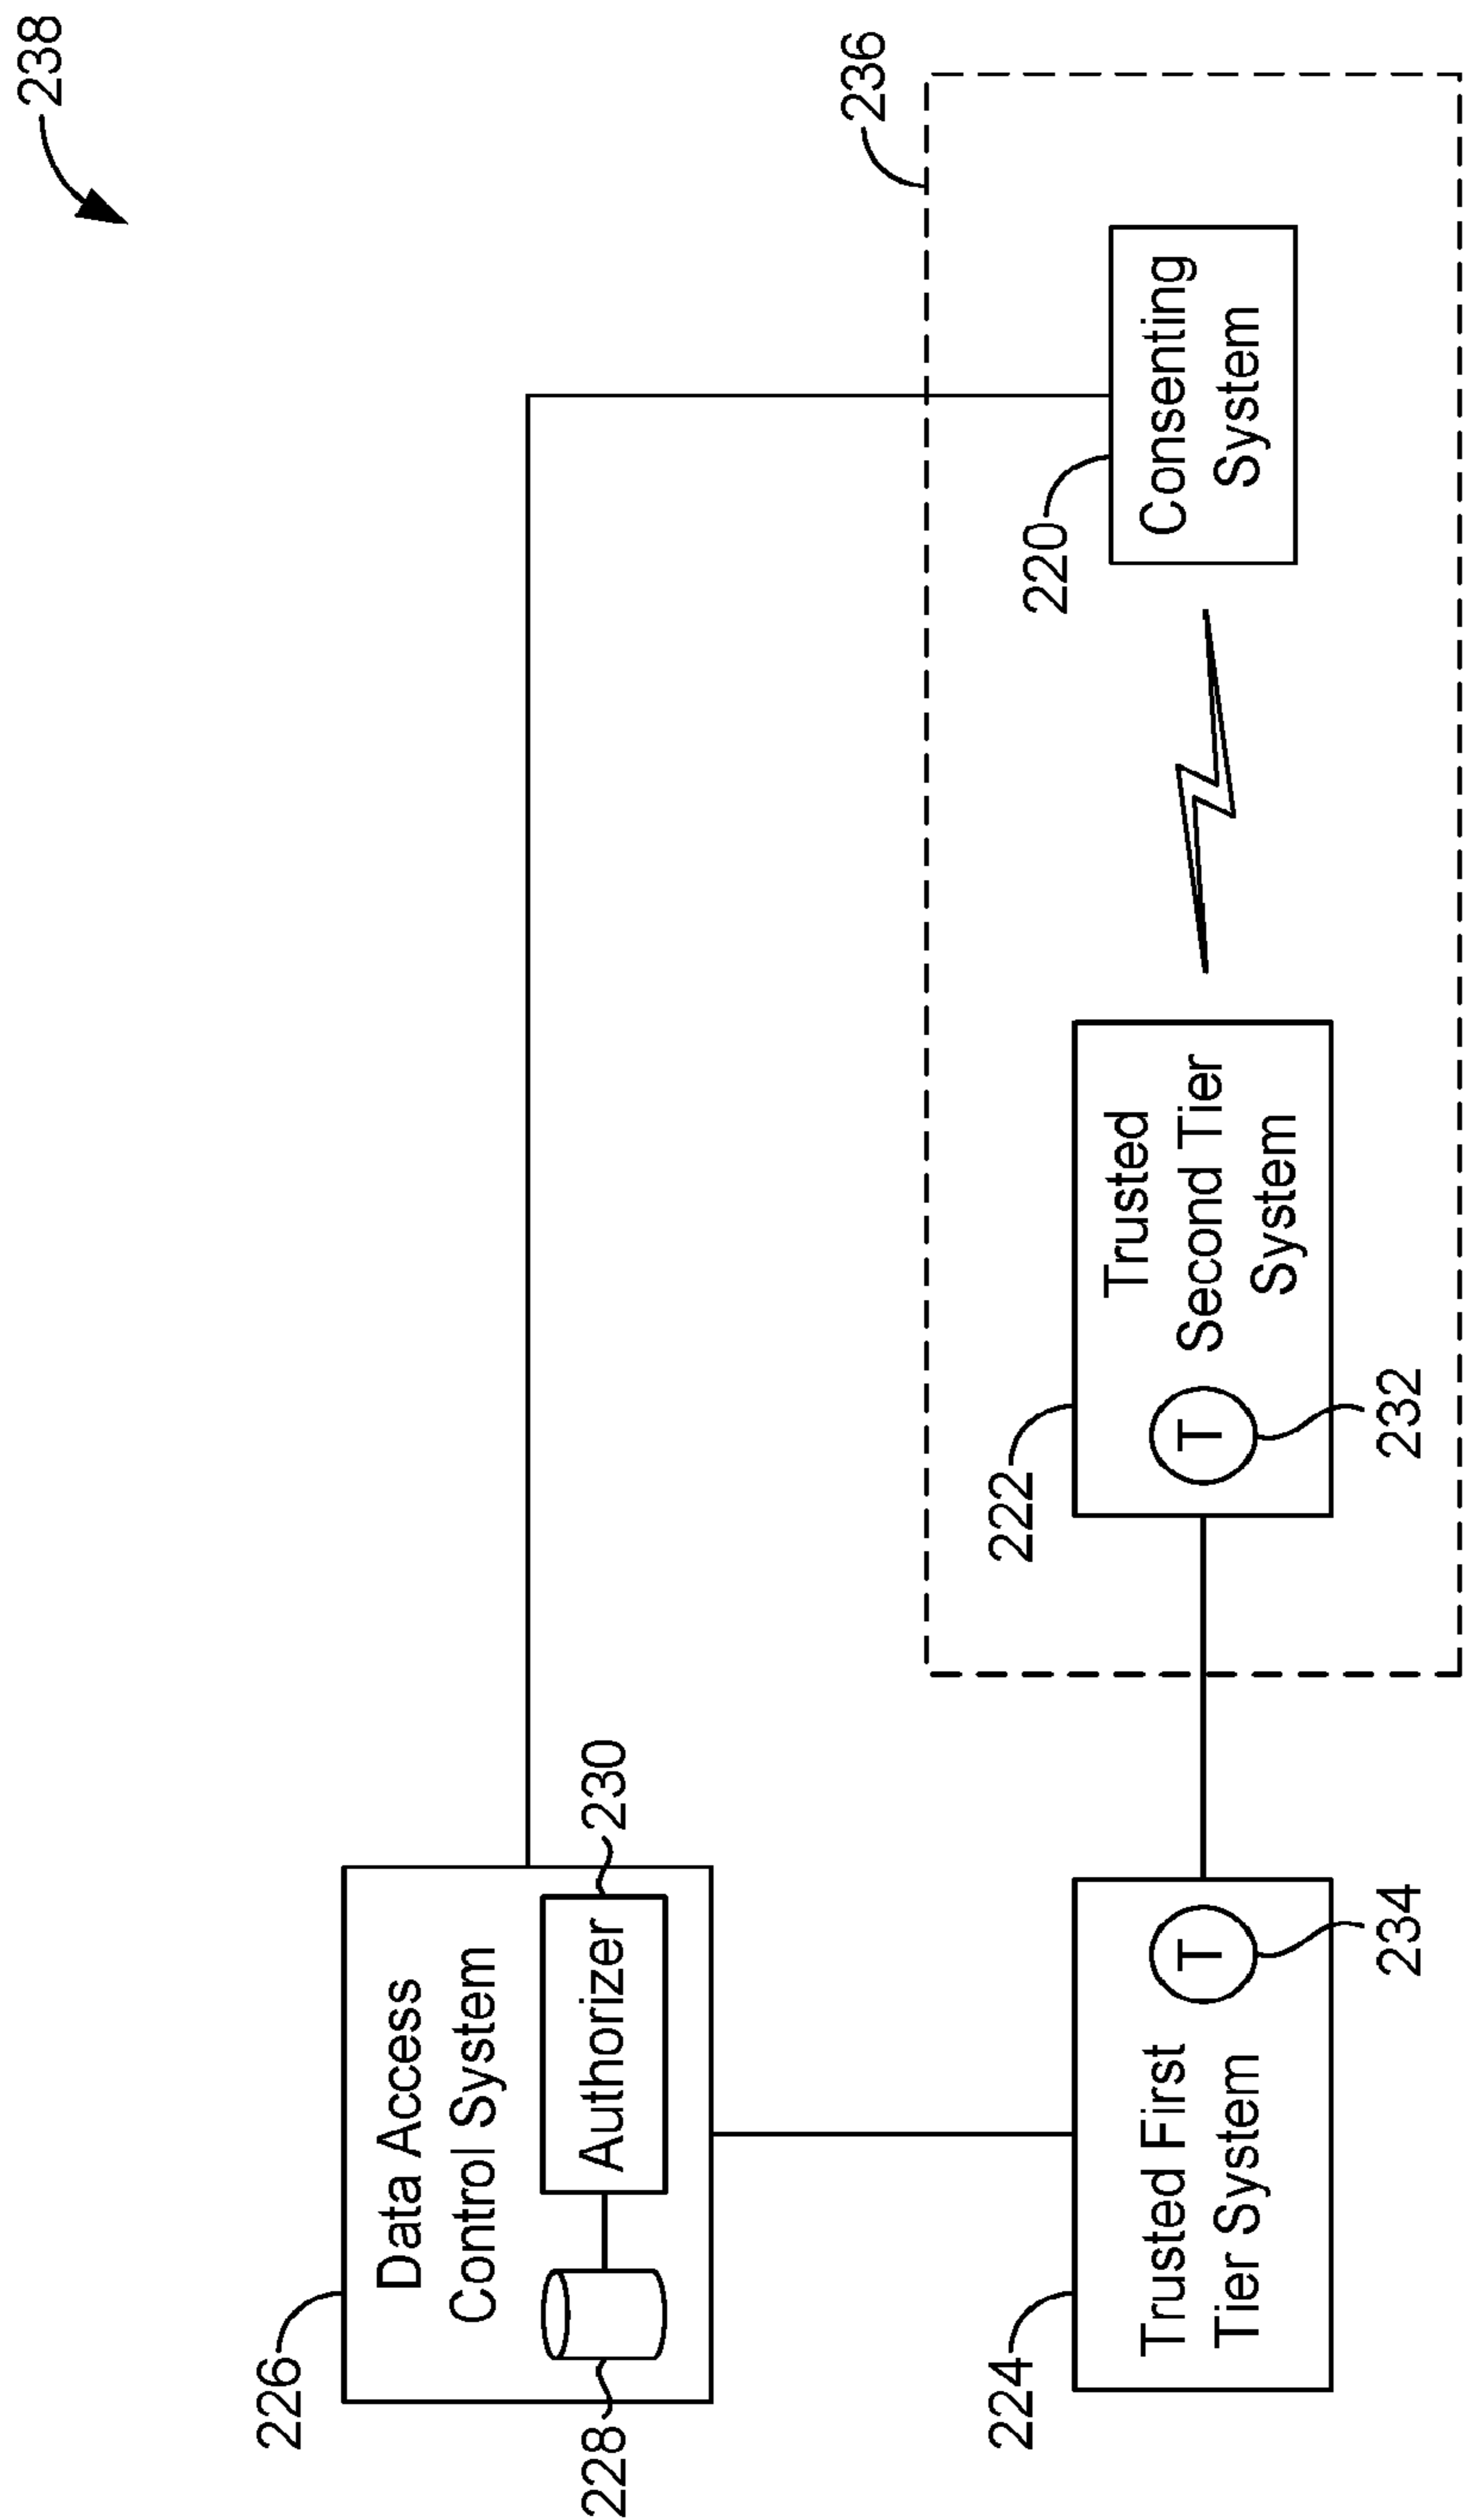 238
226
Data Access
Control System
228
Authorizer
230
236
224
Trusted First
Tier System
T
234
222
T
232
Trusted
Second Tier
System
220
Consenting
System